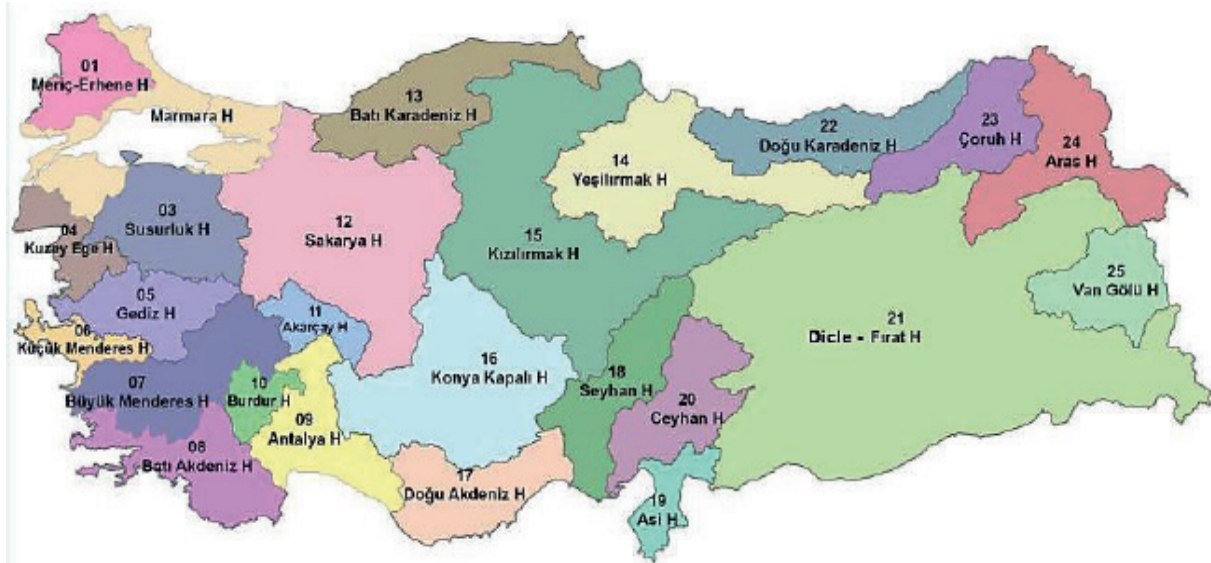 01
Meriç-Erhene H
Marmara H
03
Susurluk H
04
Kuzey Ege H
05
Gediz H
06
Küçük Menderes H
07
Büyük Menderes H
08
Batı Akdeniz H
09
Antalya H
10
Burdur H
11
Akarçay H
12
Sakarya H
13
Batı Karadeniz H
14
Yeşilırmak H
15
Kızılırmak H
16
Konya Kapalı H
17
Doğu Akdeniz H
18
Seyhan H
19
Asi H
20
Ceyhan H
21
Dicle - Fırat H
22
Doğu Karadeniz H
23
Çoruh H
24
Aras H
25
Van Gölü H